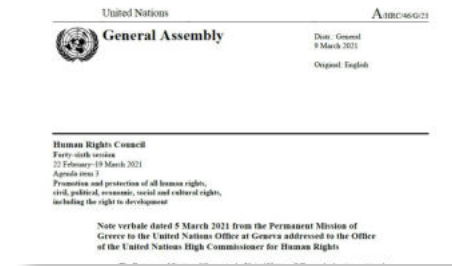 United Nations
A/HRC/46/G/21
General Assembly
Distr.: General
9 March 2021
Original: English
Human Rights Council
Forty-sixth session
22 February–19 March 2021
Agenda item 3
Promotion and protection of all human rights,
civil, political, economic, social and cultural rights,
including the right to development
Note verbale dated 5 March 2021 from the Permanent Mission of
Greece to the United Nations Office at Geneva addressed to the Office
of the United Nations High Commissioner for Human Rights